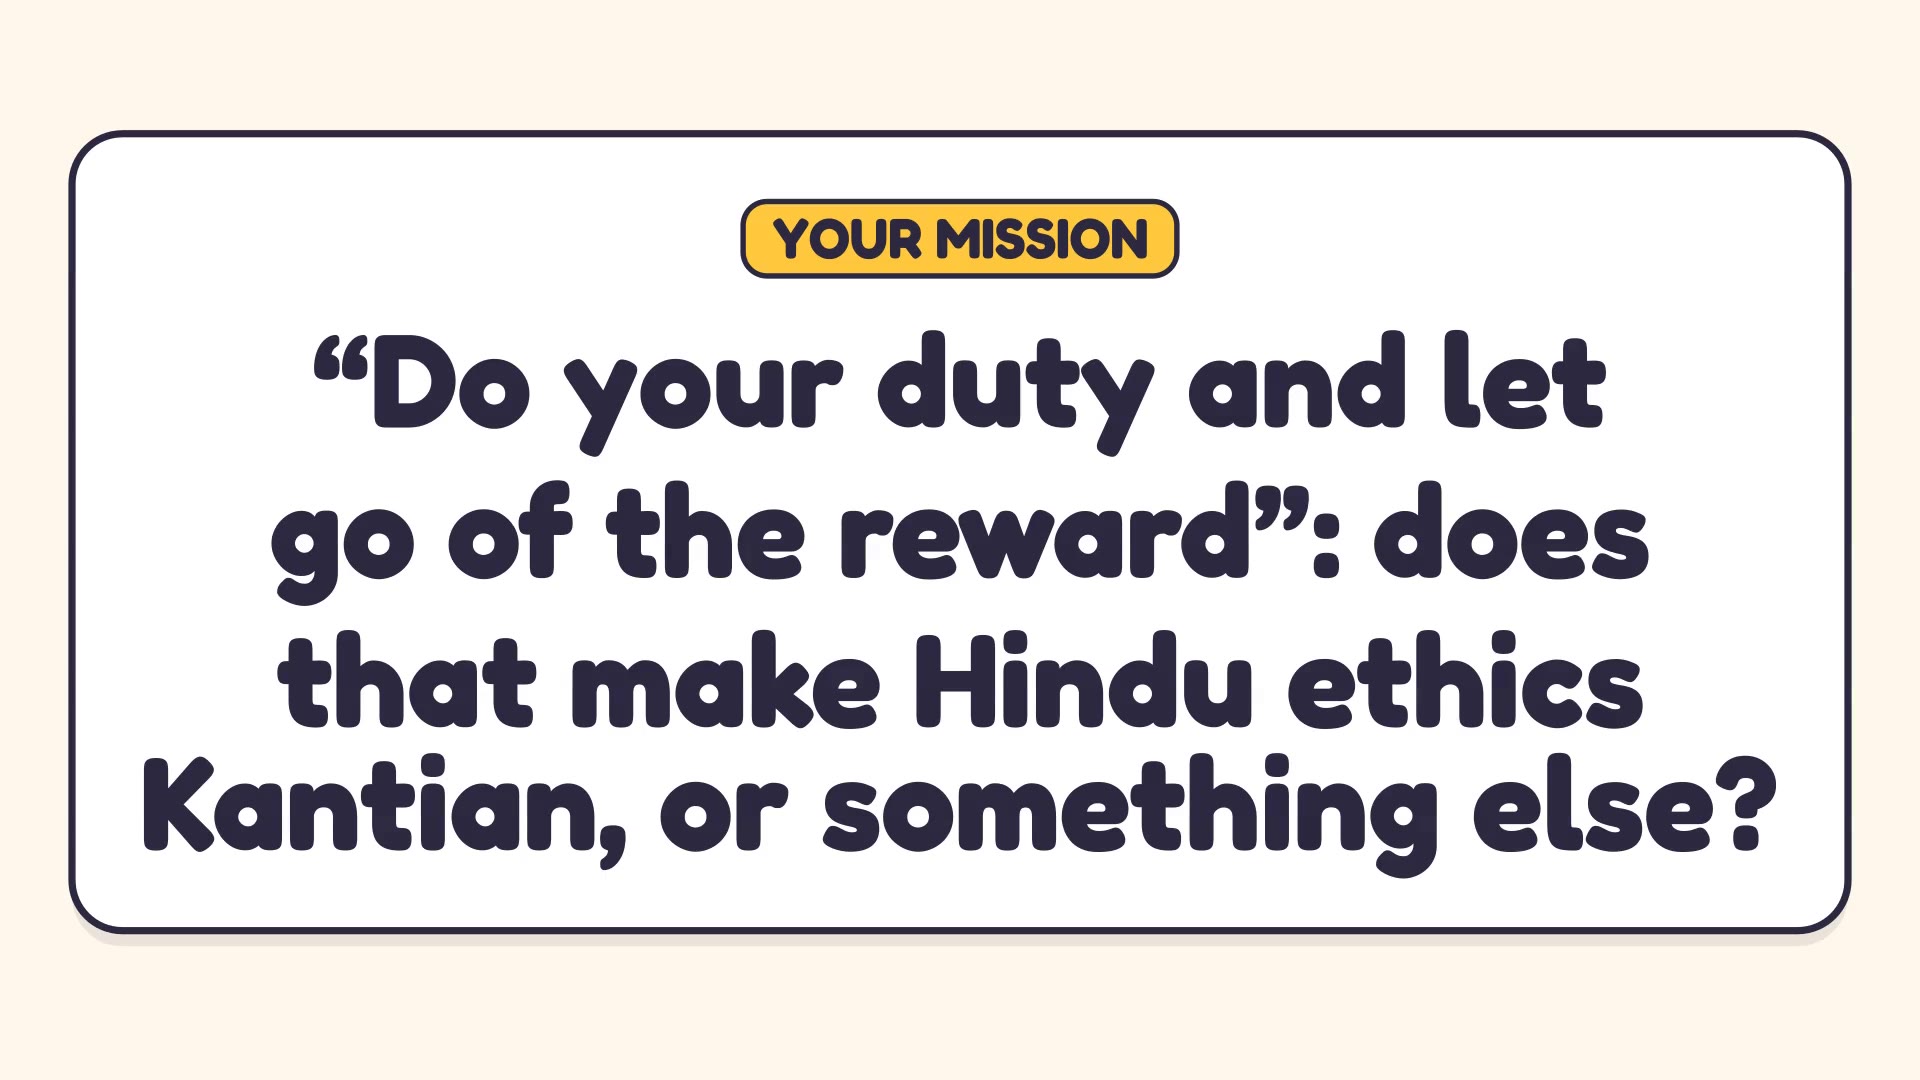 YOUR MISSION
“Do your duty and let
go of the reward”: does
that make Hindu ethics
Kantian, or something else?